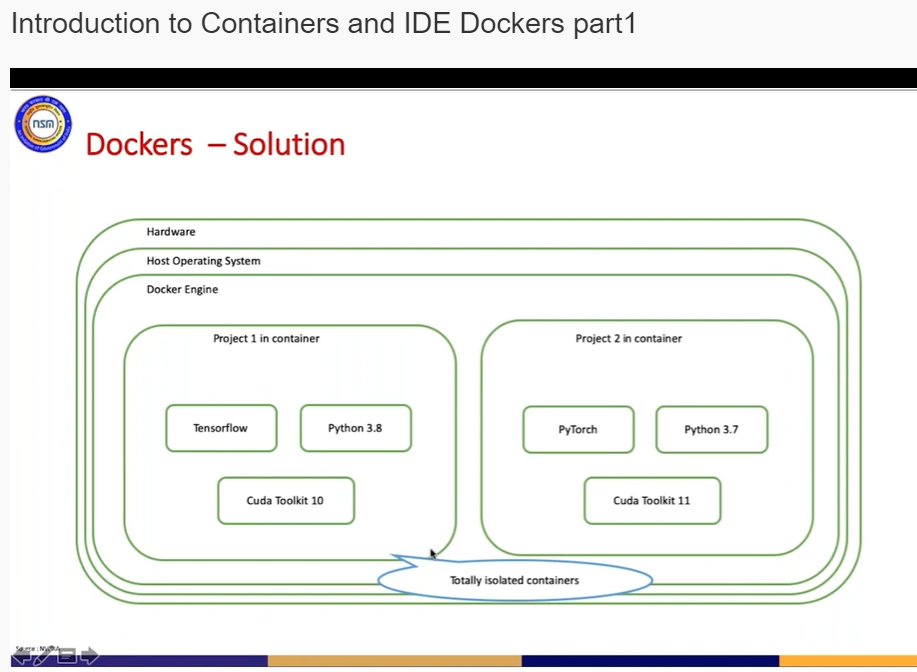 Introduction to Containers and IDE Dockers part1
nsm
Dockers – Solution
Hardware
Host Operating System
Docker Engine
Project 1 in container
Project 2 in container
Tensorflow
Python 3.8
PyTorch
Python 3.7
Cuda Toolkit 10
Cuda Toolkit 11
Totally isolated containers